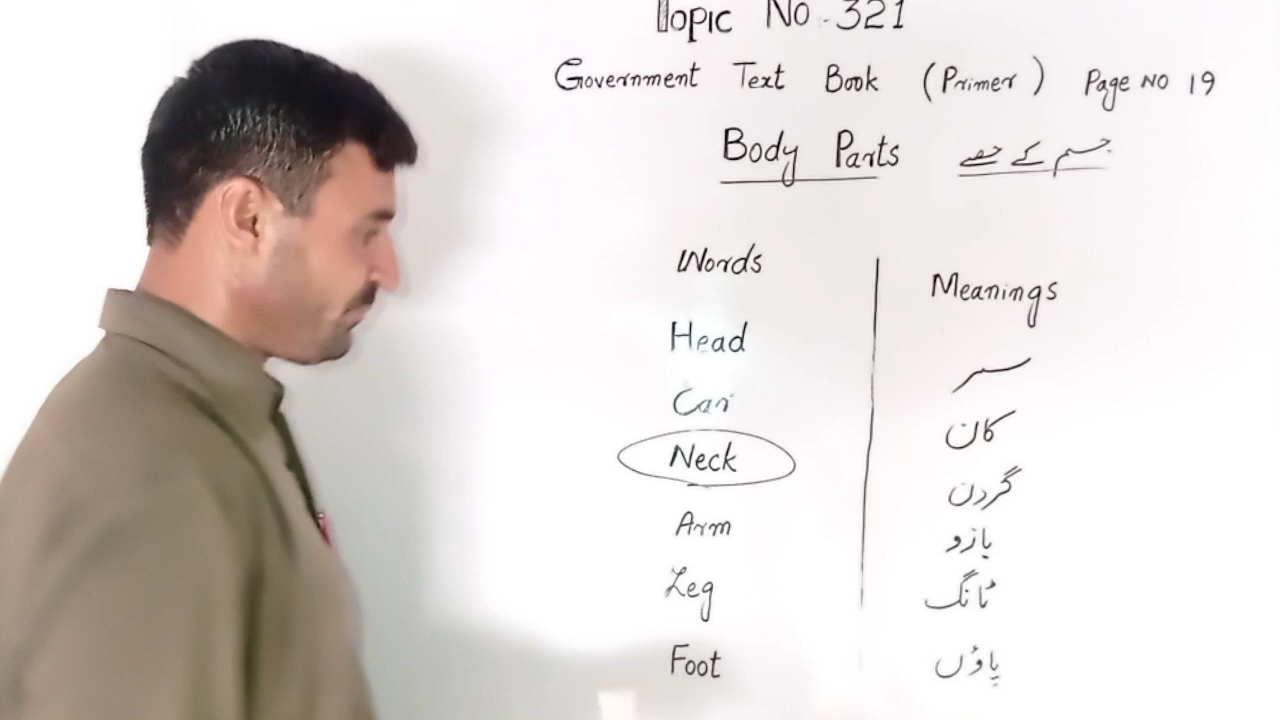 Topic No. 321
Government Text Book (Primer) Page No 19
Body Parts جسم کے حصے
Words Meanings
Head سر
Car کان
Neck گردن
Arm بازو
Leg ٹانگ
Foot پاؤں